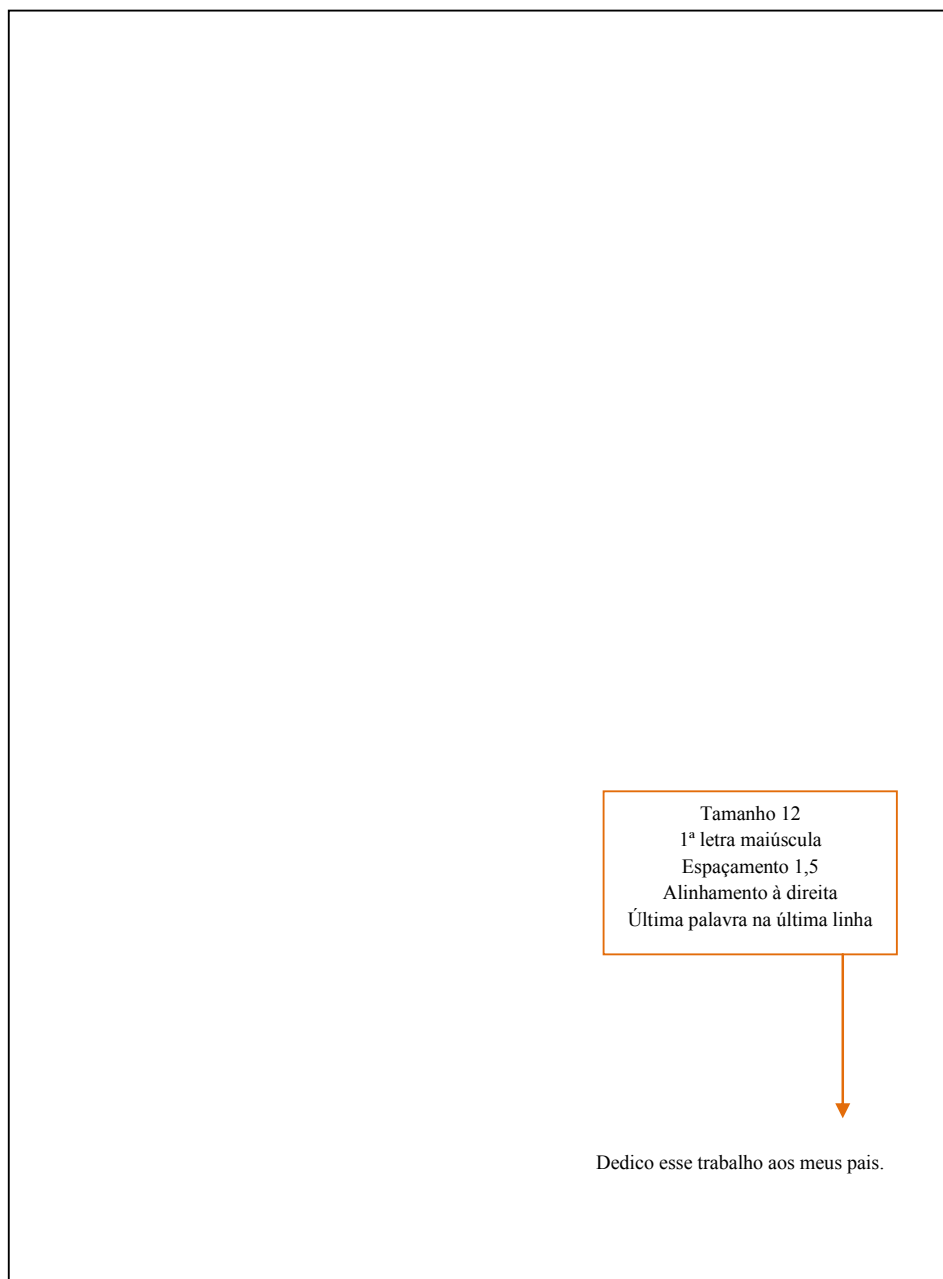 Tamanho 12
1ª letra maiúscula
Espaçamento 1,5
Alinhamento à direita
Última palavra na última linha
Dedico esse trabalho aos meus pais.